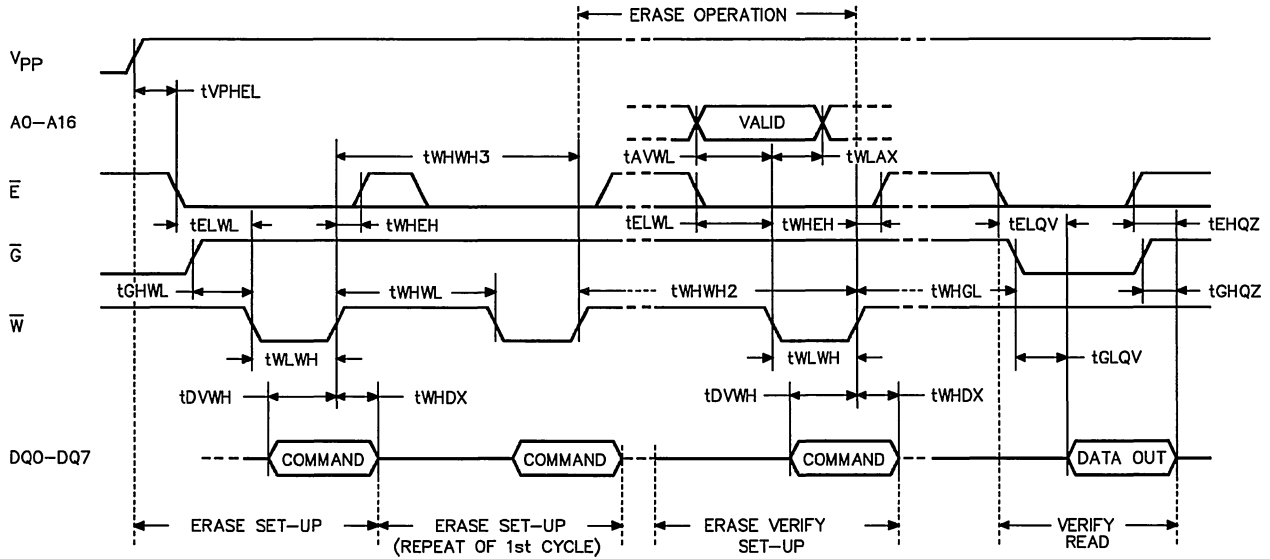 ERASE OPERATION
VPP
tVPHEL
A0-A16
VALID
tWHWH3
tAVWL
tWLAX
E
tELWL
tWHEH
tELWL
tWHEH
tELQV
tEHQZ
G
tGHWL
tWHWL
tWHWH2
tWHGL
tGHQZ
W
tWLWH
tWLWH
tGLQV
tDVWH
tWHDX
tDVWH
tWHDX
DQ0-DQ7
COMMAND
COMMAND
COMMAND
DATA OUT
ERASE SET-UP
ERASE SET-UP
(REPEAT OF 1st CYCLE)
ERASE VERIFY
SET-UP
VERIFY
READ